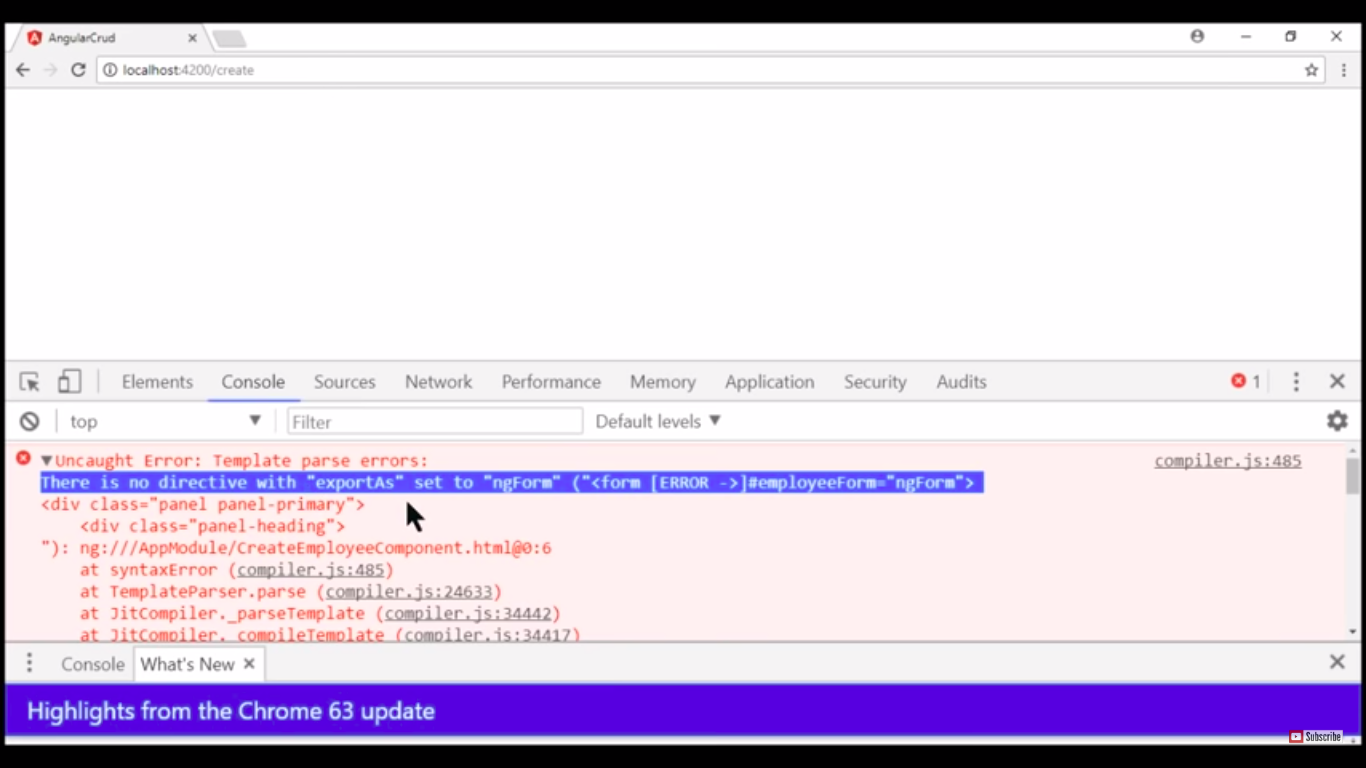 AngularCrud
localhost:4200/create
Elements Console Sources Network Performance Memory Application Security Audits 1
top Filter Default levels
Uncaught Error: Template parse errors: compiler.js:485
There is no directive with "exportAs" set to "ngForm" ("<form [ERROR ->]#employeeForm="ngForm">
<div class="panel panel-primary">
<div class="panel-heading">
"): ng:///AppModule/CreateEmployeeComponent.html@0:6
at syntaxError (compiler.js:485)
at TemplateParser.parse (compiler.js:24633)
at JitCompiler._parseTemplate (compiler.js:34442)
at JitCompiler._compileTemplate (compiler.js:34417)
Console What's New
Highlights from the Chrome 63 update
Subscribe